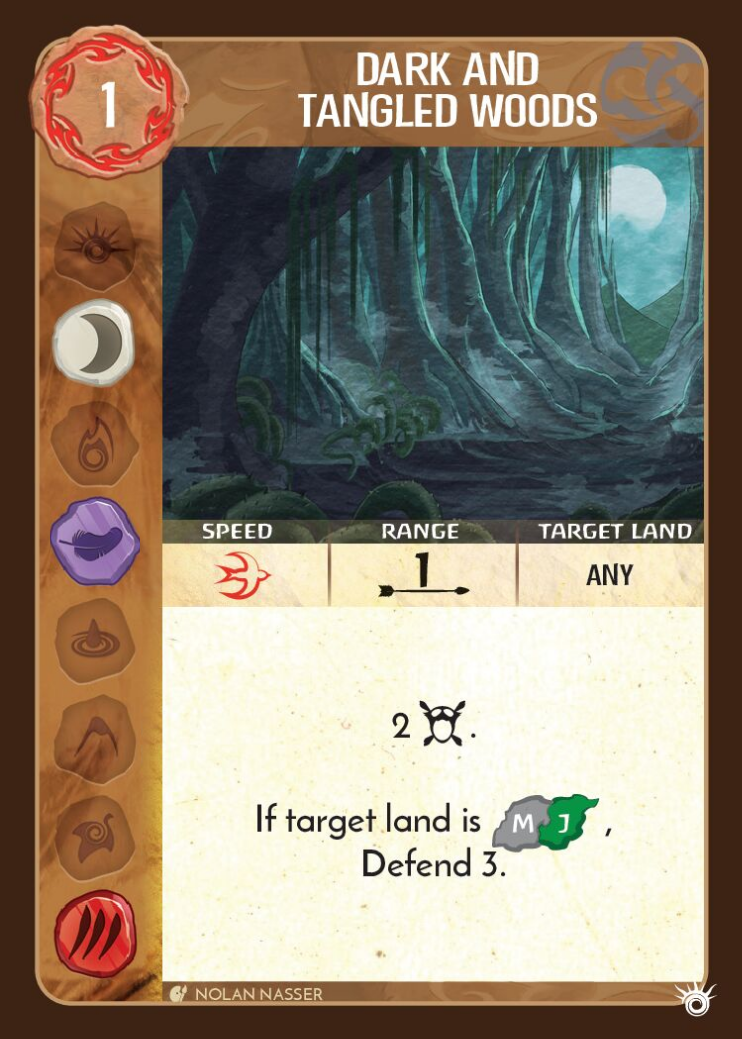 1
DARK AND
TANGLED WOODS
SPEED RANGE TARGET LAND
1 ANY
2 .
If target land is M J ,
Defend 3.
NOLAN NASSER